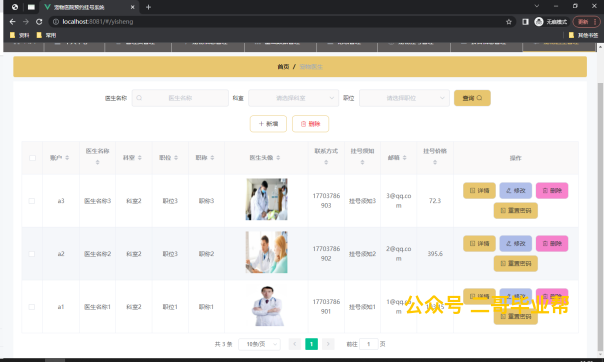 宠物医院预约挂号系统
localhost:8081/#/yisheng
无痕模式
更新
资料
常用
其他书签
首页 /
医生名称 医生名称 科室 请选择科室 职位 请选择职位 查询
新增 删除
账户 医生名称 科室 职位 职称 医生头像 联系方式 挂号须知 邮箱 挂号价格 操作
a3 医生名称3 科室2 职位3 职称3 17703786903 挂号须知3 3@qq.com 72.3 详情 修改 删除 重置密码
a2 医生名称2 科室2 职位3 职称2 17703786902 挂号须知2 2@qq.com 395.6 详情 修改 删除 重置密码
a1 医生名称1 科室2 职位1 职称1 17703786901 挂号须知1 1@qq.com 详情 修改 删除 重置密码
公众号 二哥毕业帮
共 3 条 10条/页 1 前往 1 页